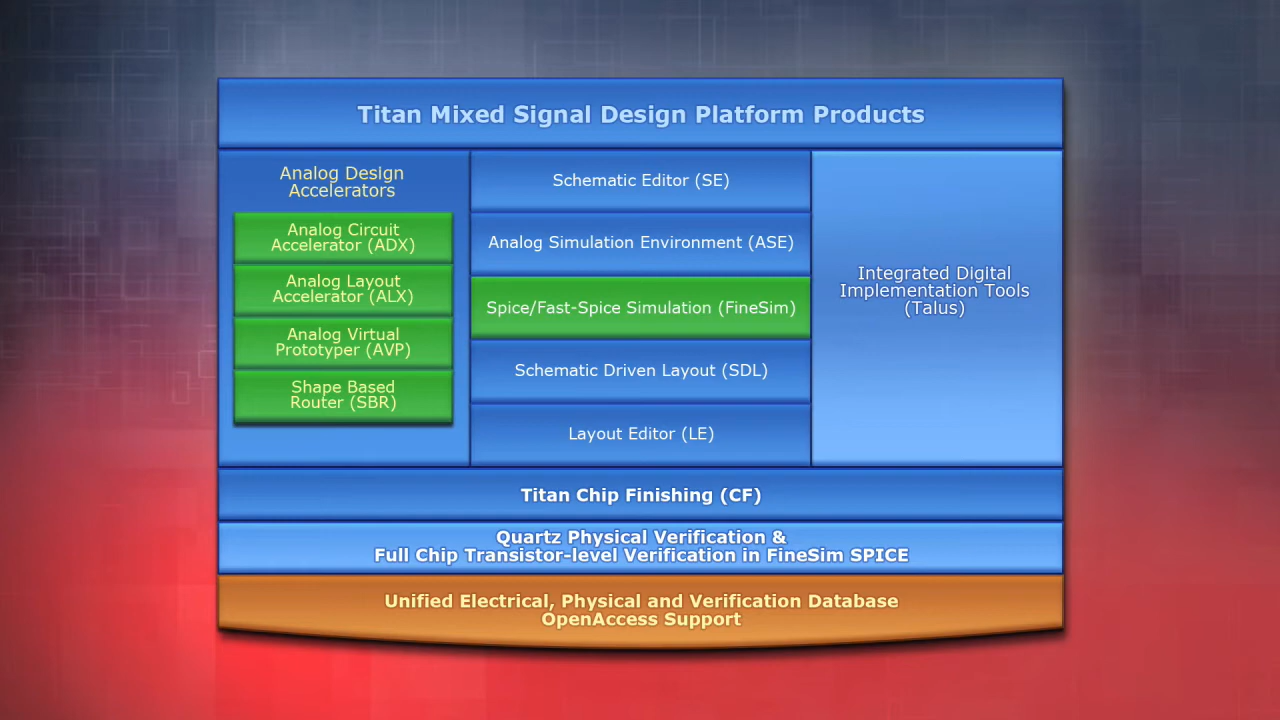 Titan Mixed Signal Design Platform Products
Analog Design
Accelerators
Analog Circuit
Accelerator (ADX)
Analog Layout
Accelerator (ALX)
Analog Virtual
Prototyper (AVP)
Shape Based
Router (SBR)
Schematic Editor (SE)
Analog Simulation Environment (ASE)
Spice/Fast-Spice Simulation (FineSim)
Schematic Driven Layout (SDL)
Layout Editor (LE)
Integrated Digital
Implementation Tools
(Talus)
Titan Chip Finishing (CF)
Quartz Physical Verification &
Full Chip Transistor-level Verification in FineSim SPICE
Unified Electrical, Physical and Verification Database
OpenAccess Support